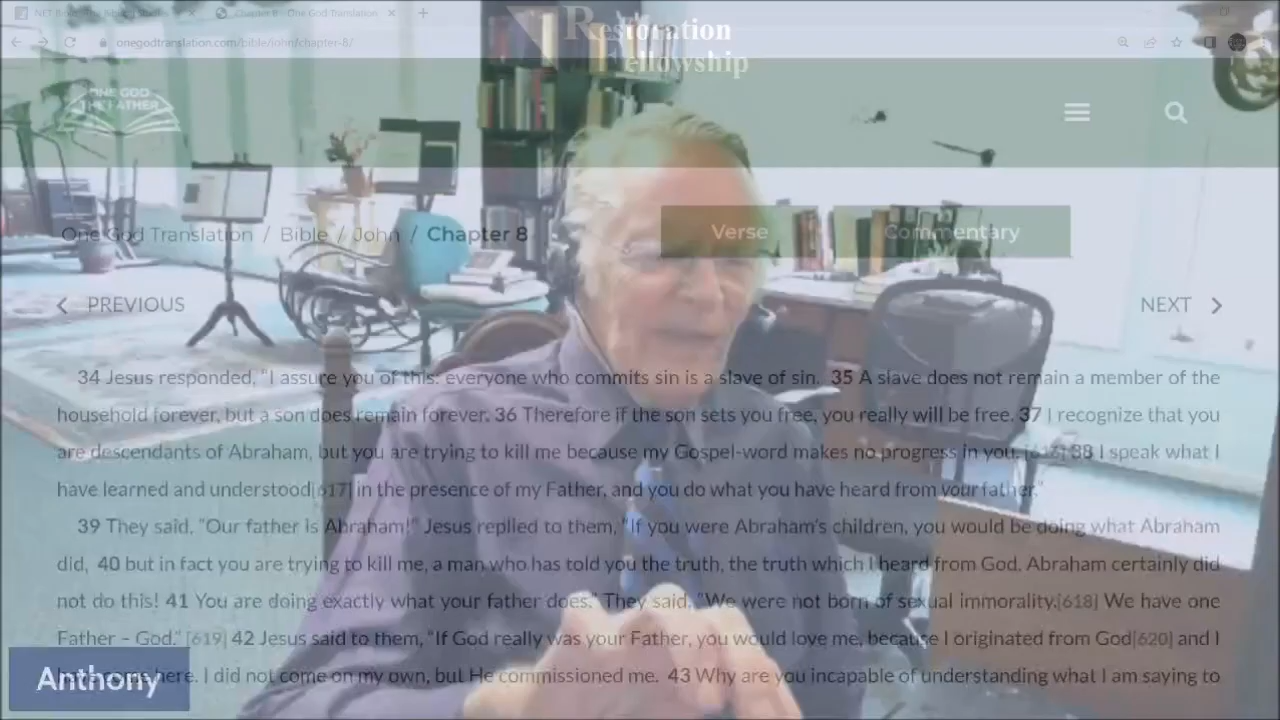 NET Bible
Chapter 8 - One God Translation
onegodtranslation.com/bible/john/chapter-8/
Restoration
Fellowship
ONE GOD
THE FATHER
One God Translation / Bible / John / Chapter 8
Verse
Commentary
PREVIOUS
NEXT
34 Jesus responded, "I assure you of this: everyone who commits sin is a slave of sin. 35 A slave does not remain a member of the
household forever, but a son does remain forever. 36 Therefore if the son sets you free, you really will be free. 37 I recognize that you
are descendants of Abraham, but you are trying to kill me because my Gospel-word makes no progress in you.[616] 38 I speak what I
have learned and understood[617] in the presence of my Father, and you do what you have heard from your father."
39 They said, "Our father is Abraham!" Jesus replied to them, "If you were Abraham's children, you would be doing what Abraham
did, 40 but in fact you are trying to kill me, a man who has told you the truth, the truth which I heard from God. Abraham certainly did
not do this! 41 You are doing exactly what your father does." They said, "We were not born of sexual immorality.[618] We have one
Father – God." [619] 42 Jesus said to them, "If God really was your Father, you would love me, because I originated from God[620] and I
here. I did not come on my own, but He commissioned me. 43 Why are you incapable of understanding what I am saying to
Anthony